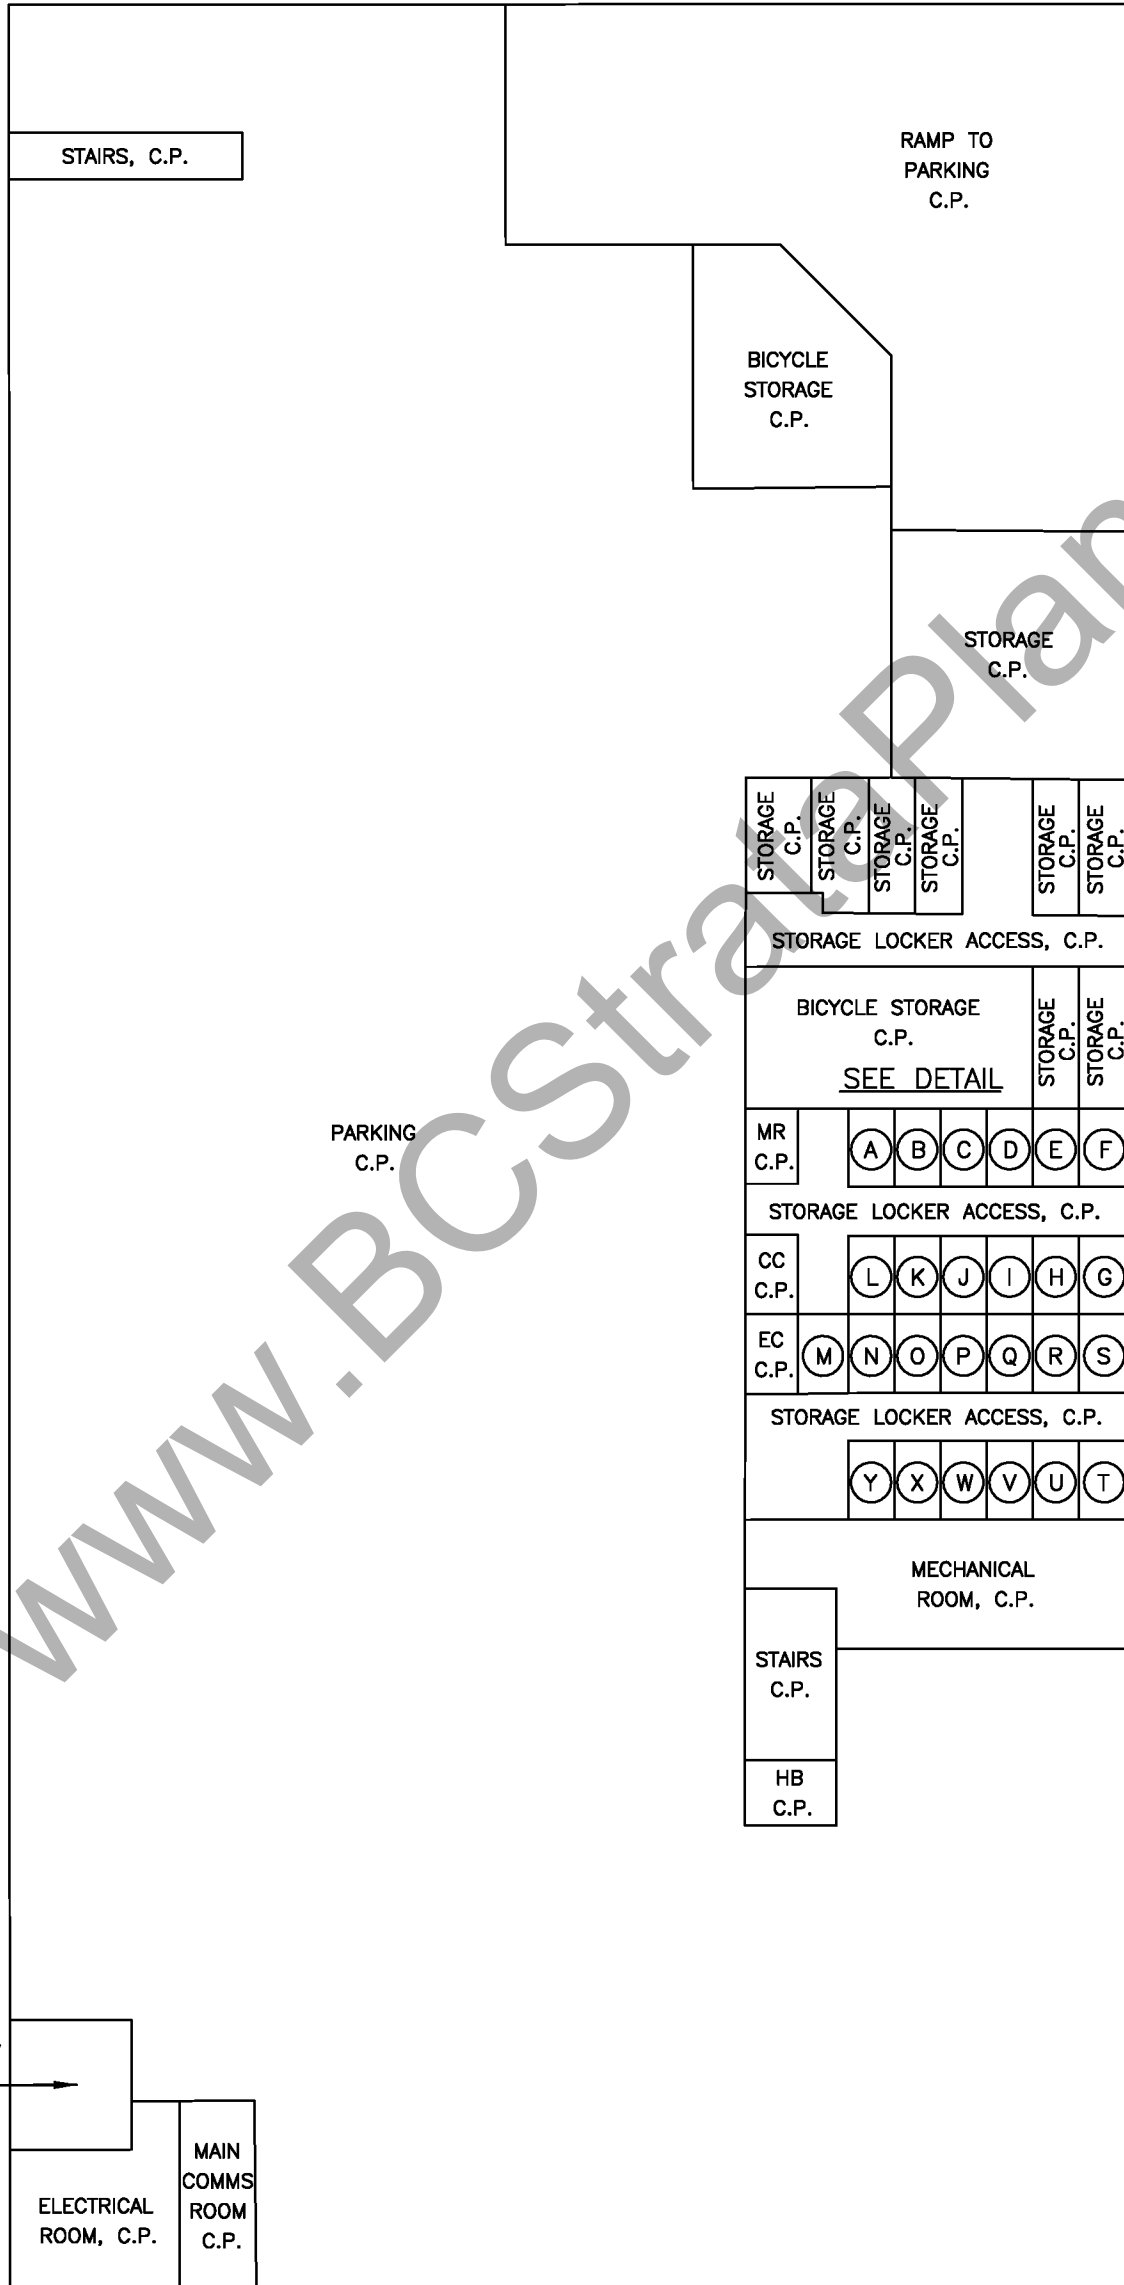 STAIRS, C.P.
RAMP TO
PARKING
C.P.
BICYCLE
STORAGE
C.P.
STORAGE
C.P.
STORAGE
C.P.
STORAGE
C.P.
STORAGE
C.P.
STORAGE
C.P.
STORAGE
C.P.
STORAGE
C.P.
STORAGE LOCKER ACCESS, C.P.
BICYCLE STORAGE
C.P.
SEE DETAIL
STORAGE
C.P.
STORAGE
C.P.
PARKING
C.P.
MR
C.P.
A B C D E F
STORAGE LOCKER ACCESS, C.P.
CC
C.P.
L K J I H G
EC
C.P.
M N O P Q R S
STORAGE LOCKER ACCESS, C.P.
Y X W V U T
MECHANICAL
ROOM, C.P.
STAIRS
C.P.
HB
C.P.
MAIN
COMMS
ROOM
C.P.
ELECTRICAL
ROOM, C.P.
www.BCStrataPlan